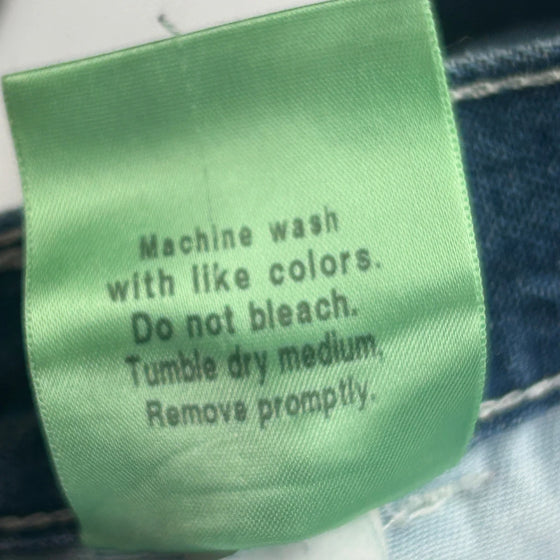 Machine wash
with like colors.
Do not bleach.
Tumble dry medium,
Remove promptly.